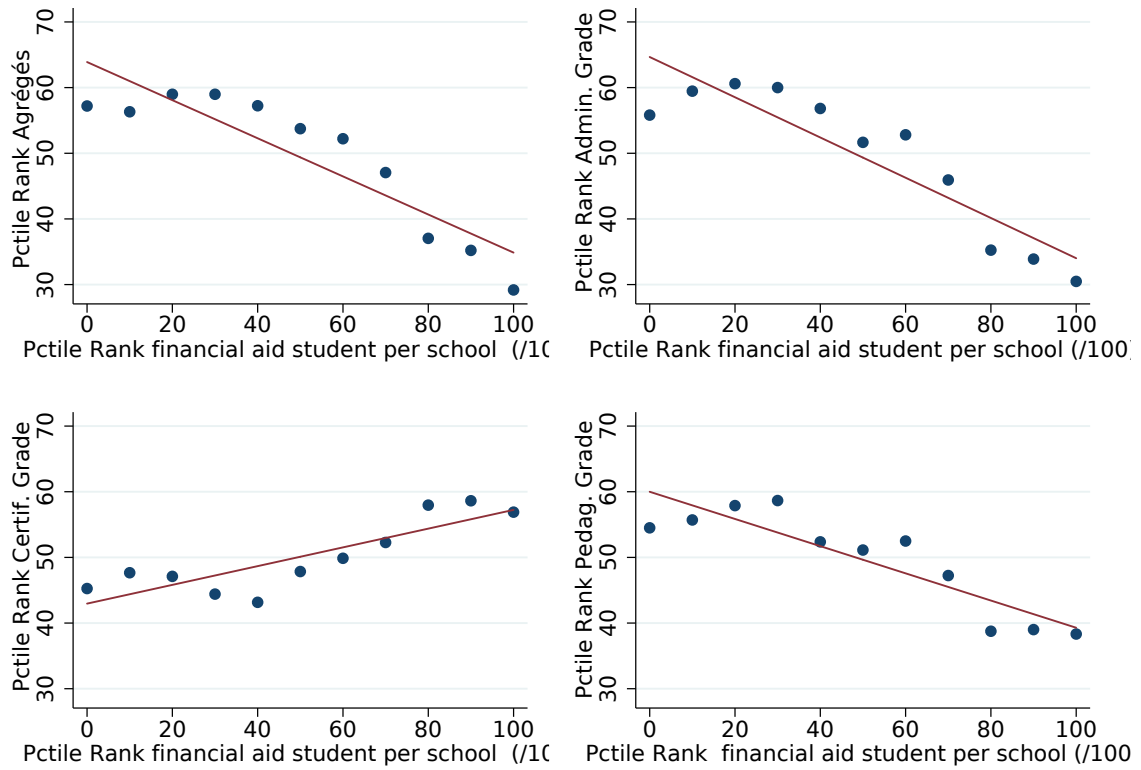 Pctile Rank Agrégés
70
60
50
40
30
0 20 40 60 80 100
Pctile Rank financial aid student per school (/10
Pctile Rank Admin. Grade
70
60
50
40
30
0 20 40 60 80 100
Pctile Rank financial aid student per school (/100)
Pctile Rank Certif. Grade
70
60
50
40
30
0 20 40 60 80 100
Pctile Rank financial aid student per school (/10
Pctile Rank Pedag. Grade
70
60
50
40
30
0 20 40 60 80 100
Pctile Rank financial aid student per school (/100